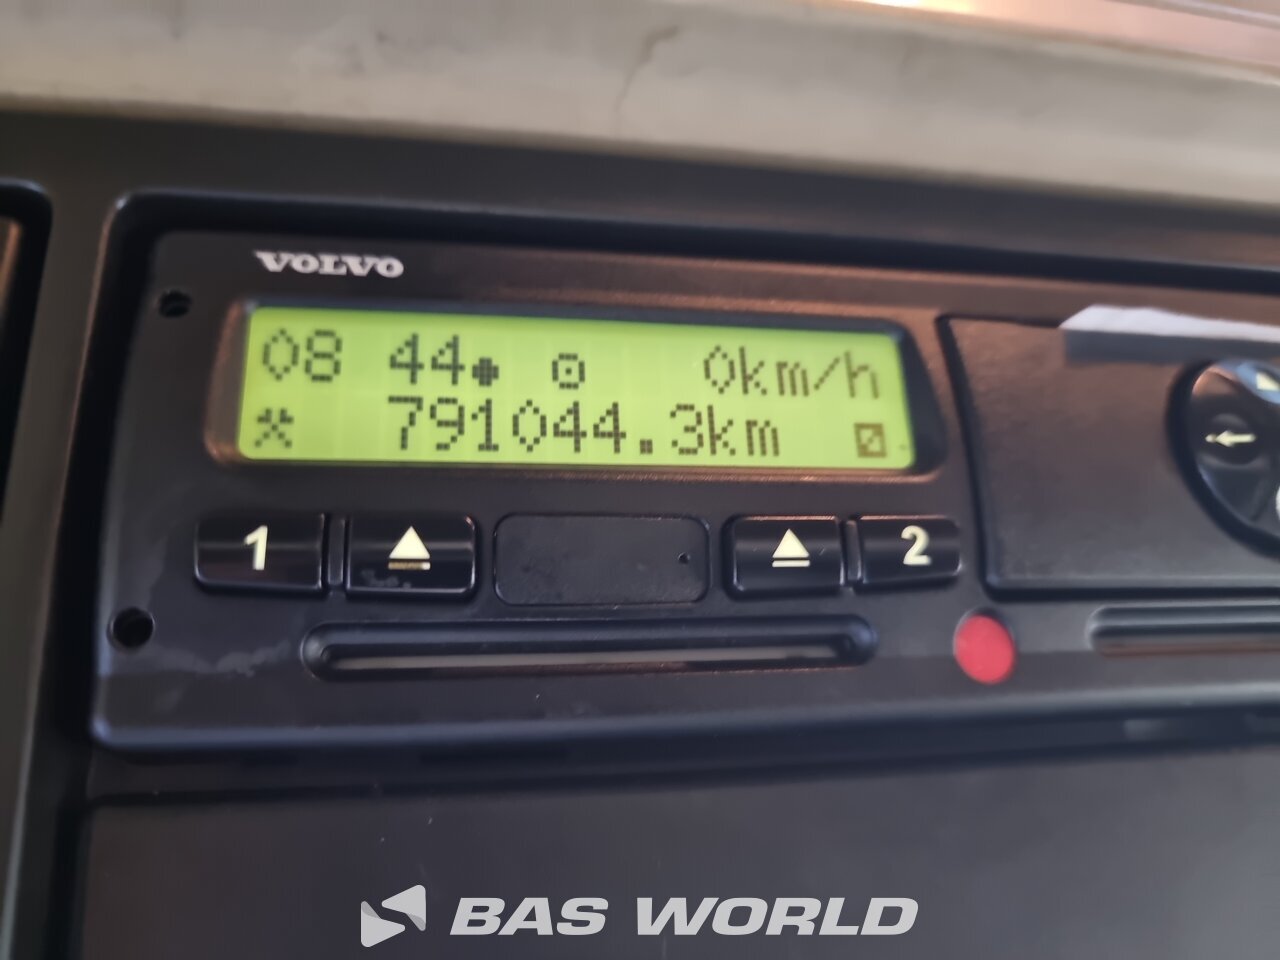 VOLVO
08 44 0km/h
791044.3km
1 2
BAS WORLD